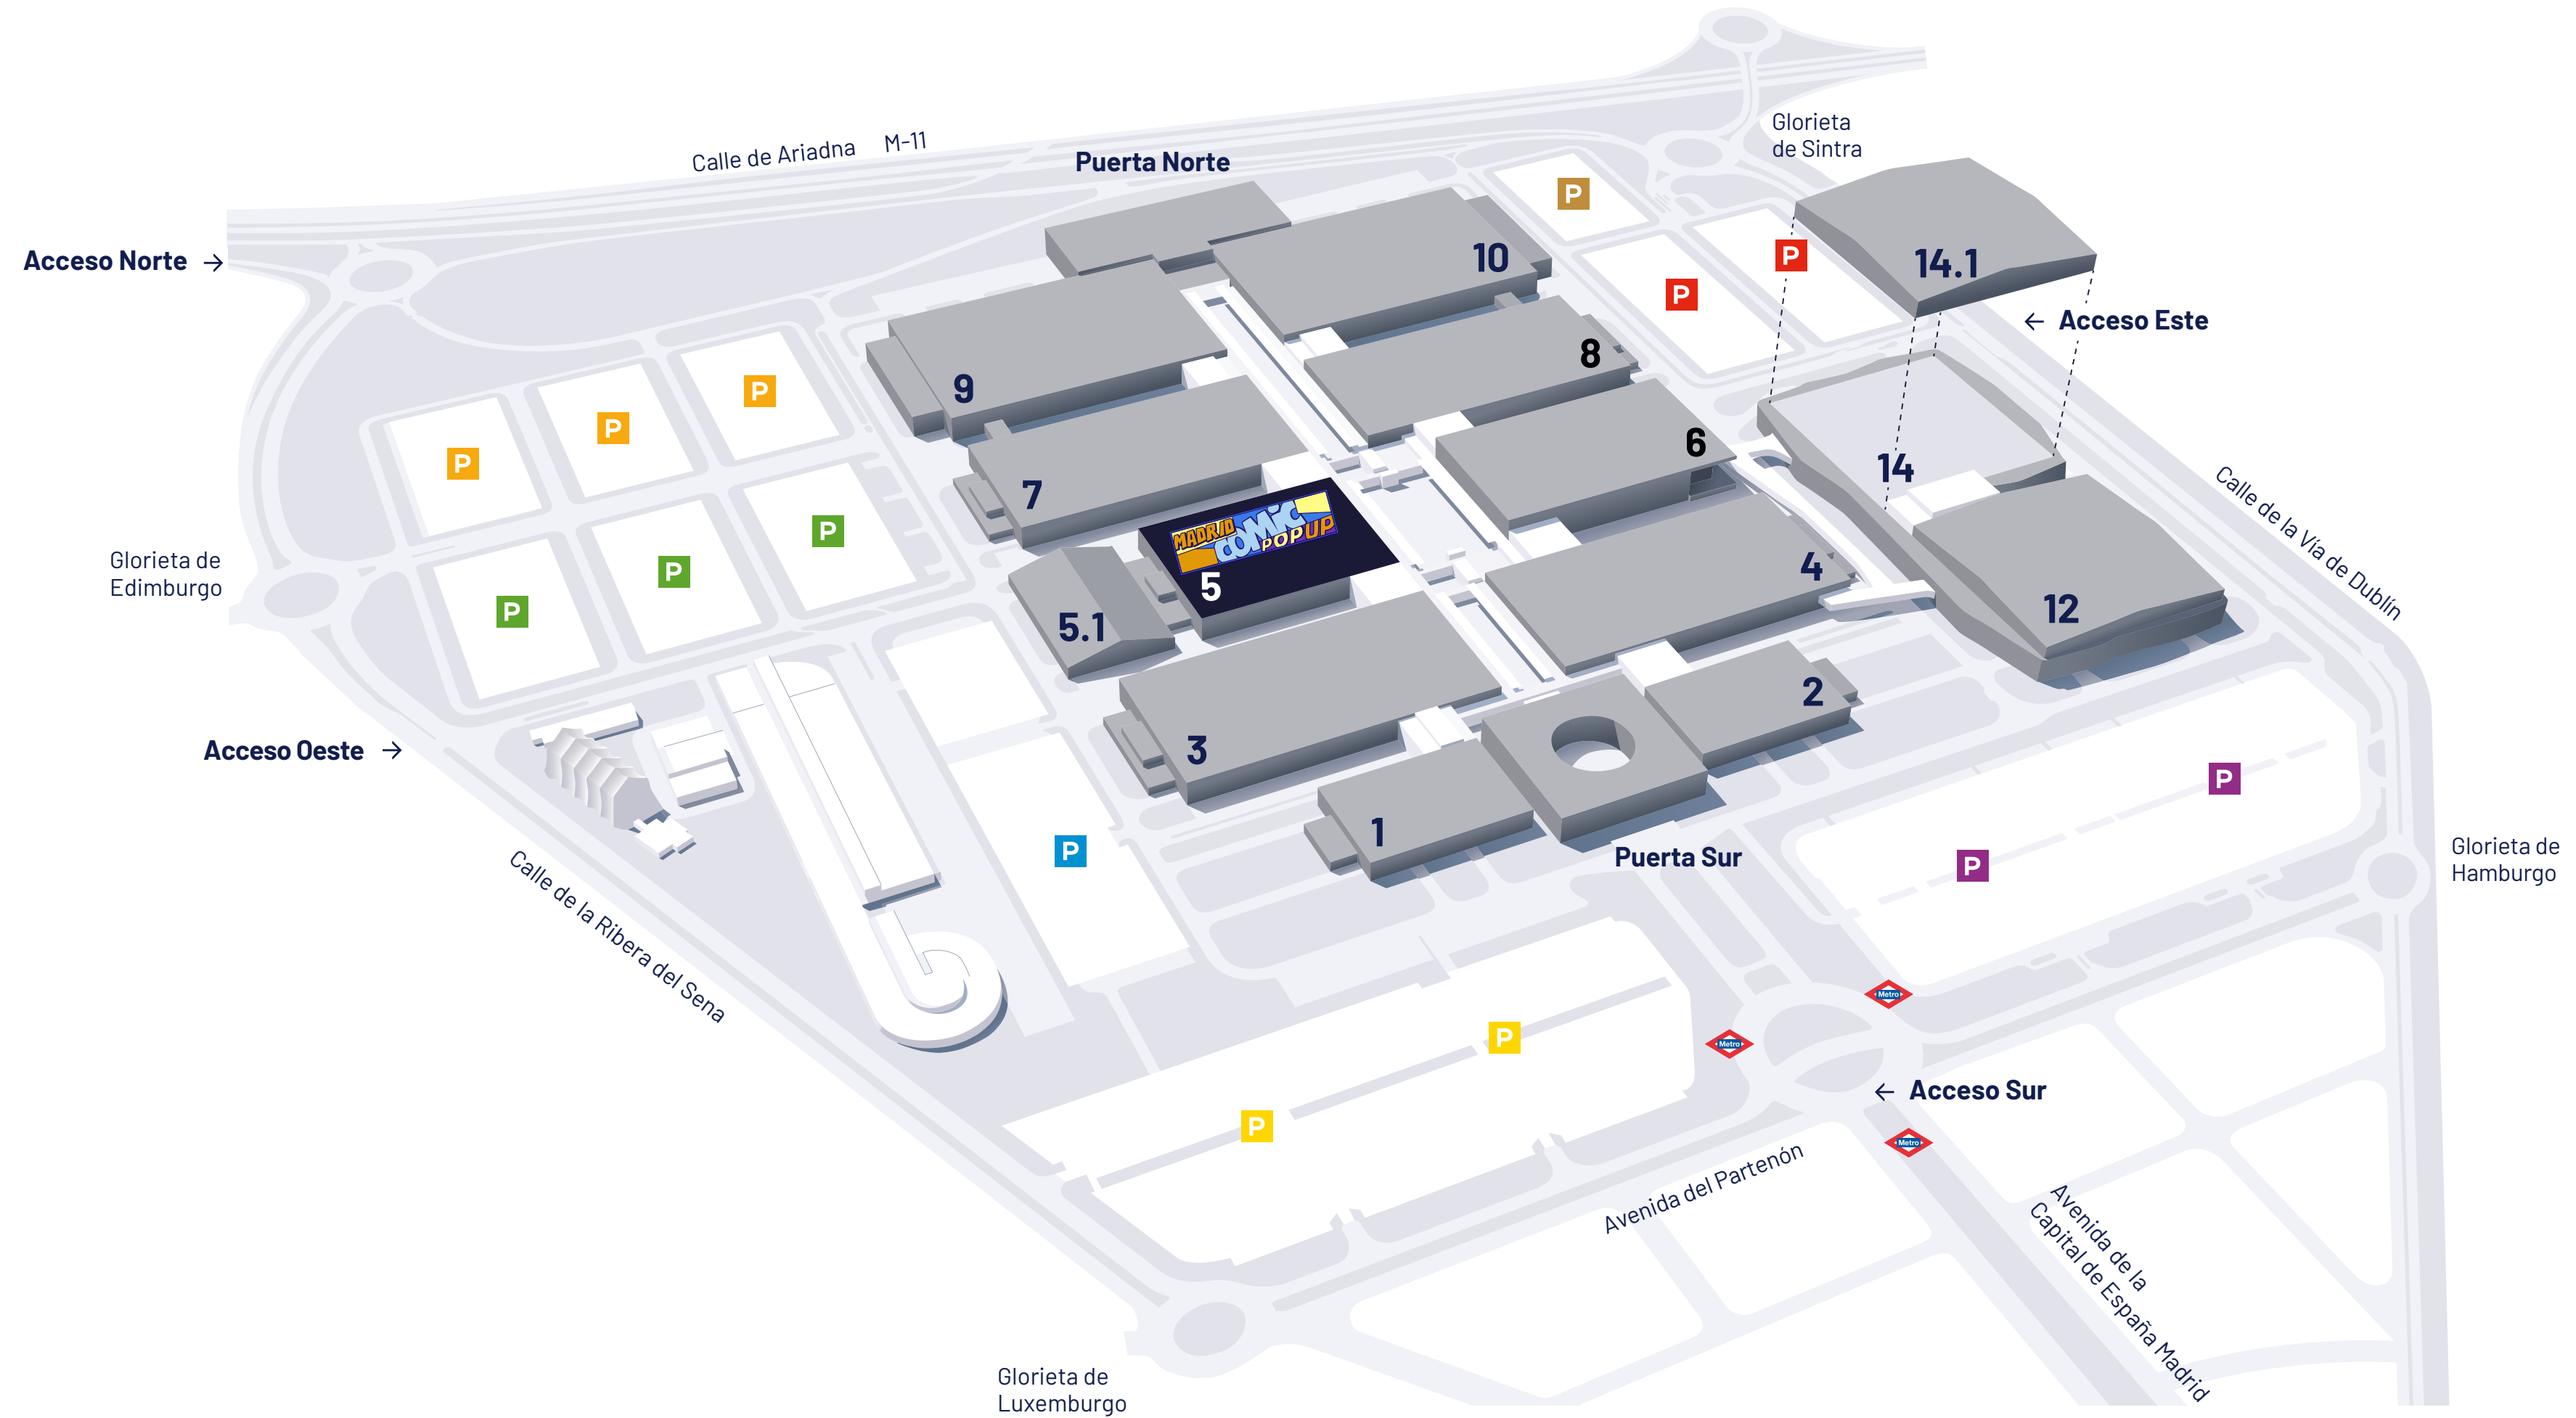 Glorieta
de Sintra
Calle de Ariadna M-11
Puerta Norte
P
Acceso Norte →
10
P
14.1
P
← Acceso Este
8
9
P
P
P
6
7
14
Calle de la Vía de Dublín
MADRID
COMIC
POPUP
5
P
P
P
4
Glorieta de
Edimburgo
5.1
12
2
Acceso Oeste →
3
P
1
Puerta Sur
P
P
Glorieta de
Hamburgo
Calle de la Ribera del Sena
Metro
P
Metro
← Acceso Sur
P
Metro
Avenida del Partenón
Avenida de la
Capital de España Madrid
Glorieta de
Luxemburgo